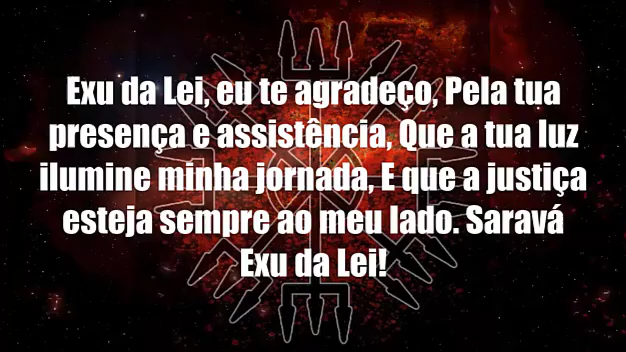 Exu da Lei, eu te agradeço, Pela tua
presença e assistência, Que a tua luz
ilumine minha jornada, E que a justiça
esteja sempre ao meu lado. Saravá
Exu da Lei!